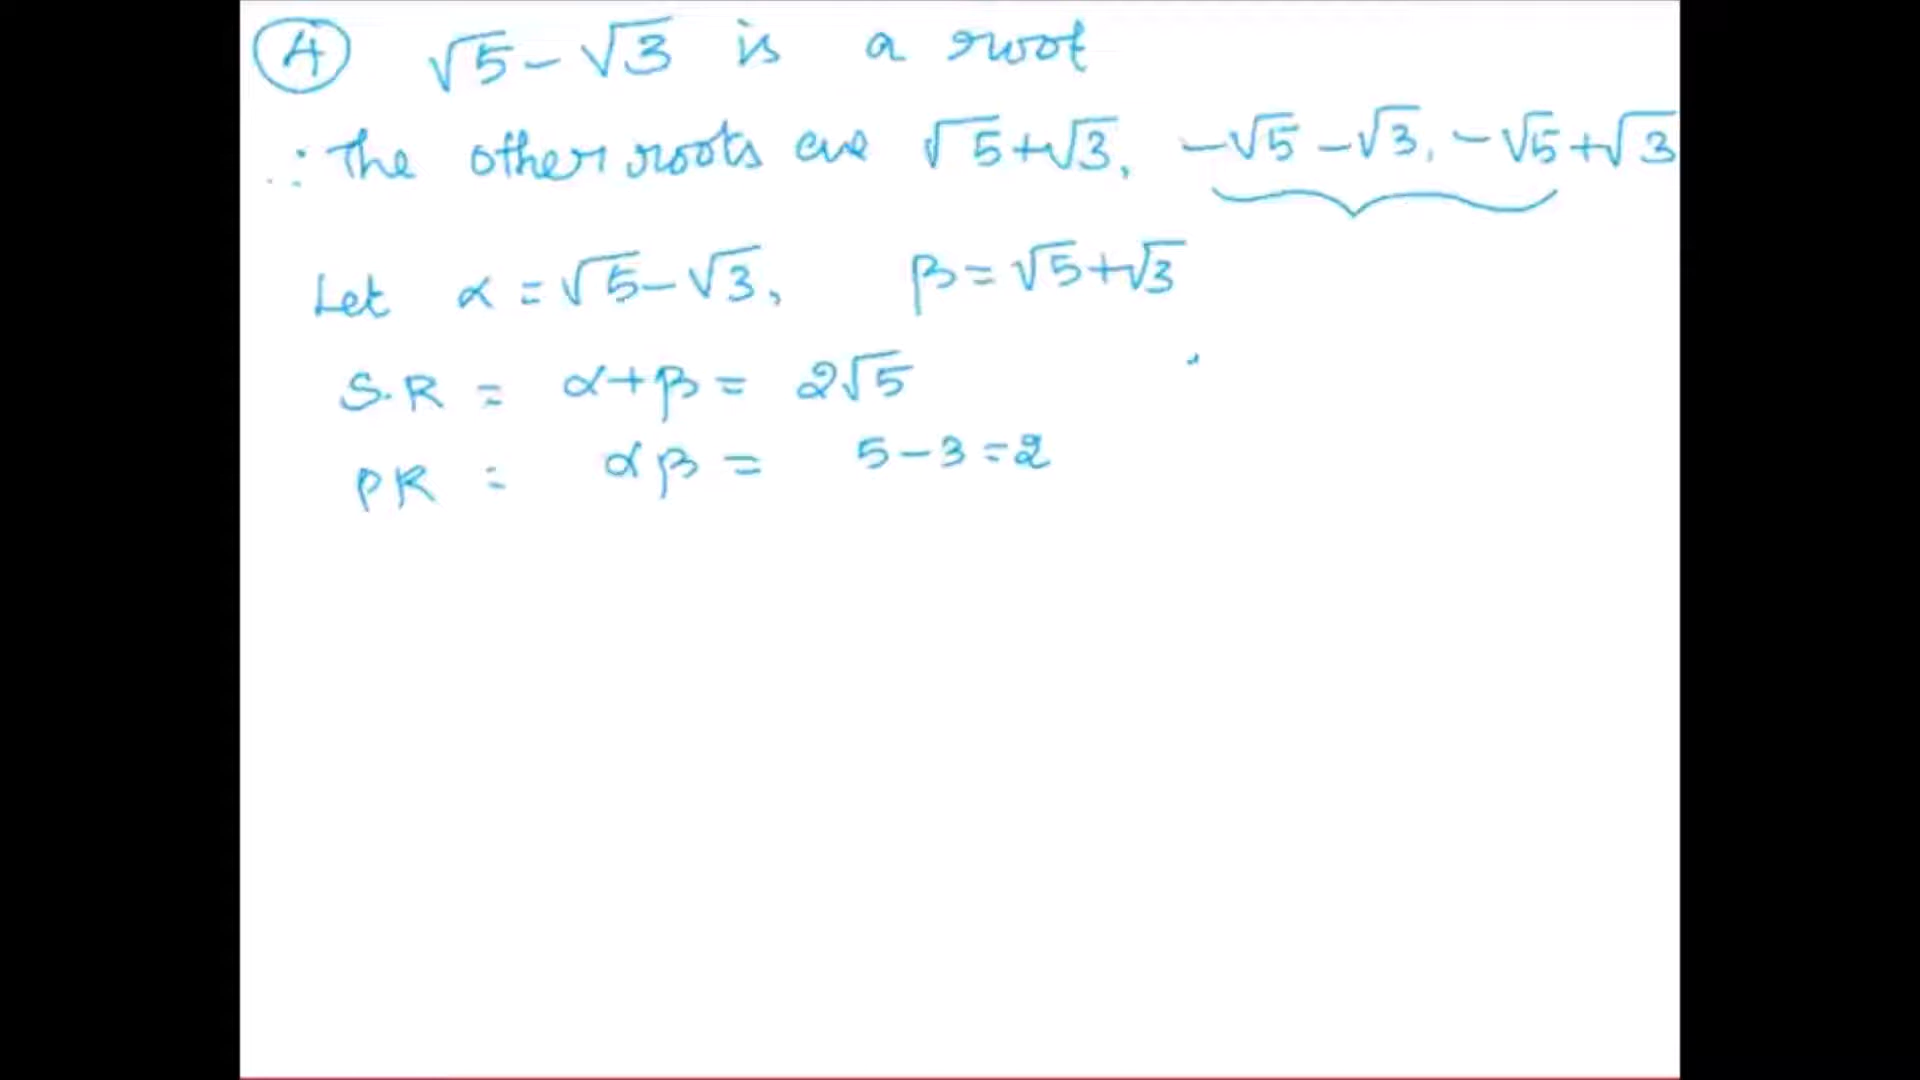 4 √5 - √3 is a root
∴ The other roots are √5+√3, -√5-√3, -√5+√3
Let α = √5-√3, β = √5+√3
S.R = α+β = 2√5
PR = αβ = 5-3=2